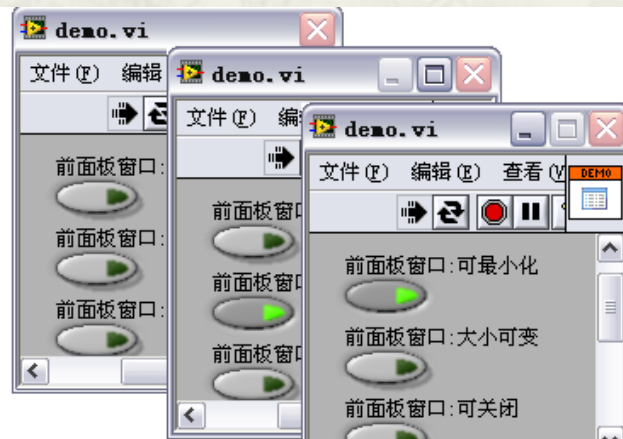 demo.vi
文件(F) 编辑
前面板窗口:
前面板窗口:
前面板窗口:
demo.vi
文件(F) 编
前面板窗口
前面板窗口
前面板窗口
demo.vi
文件(F) 编辑(E) 查看(V
DEMO
前面板窗口:可最小化
前面板窗口:大小可变
前面板窗口:可关闭